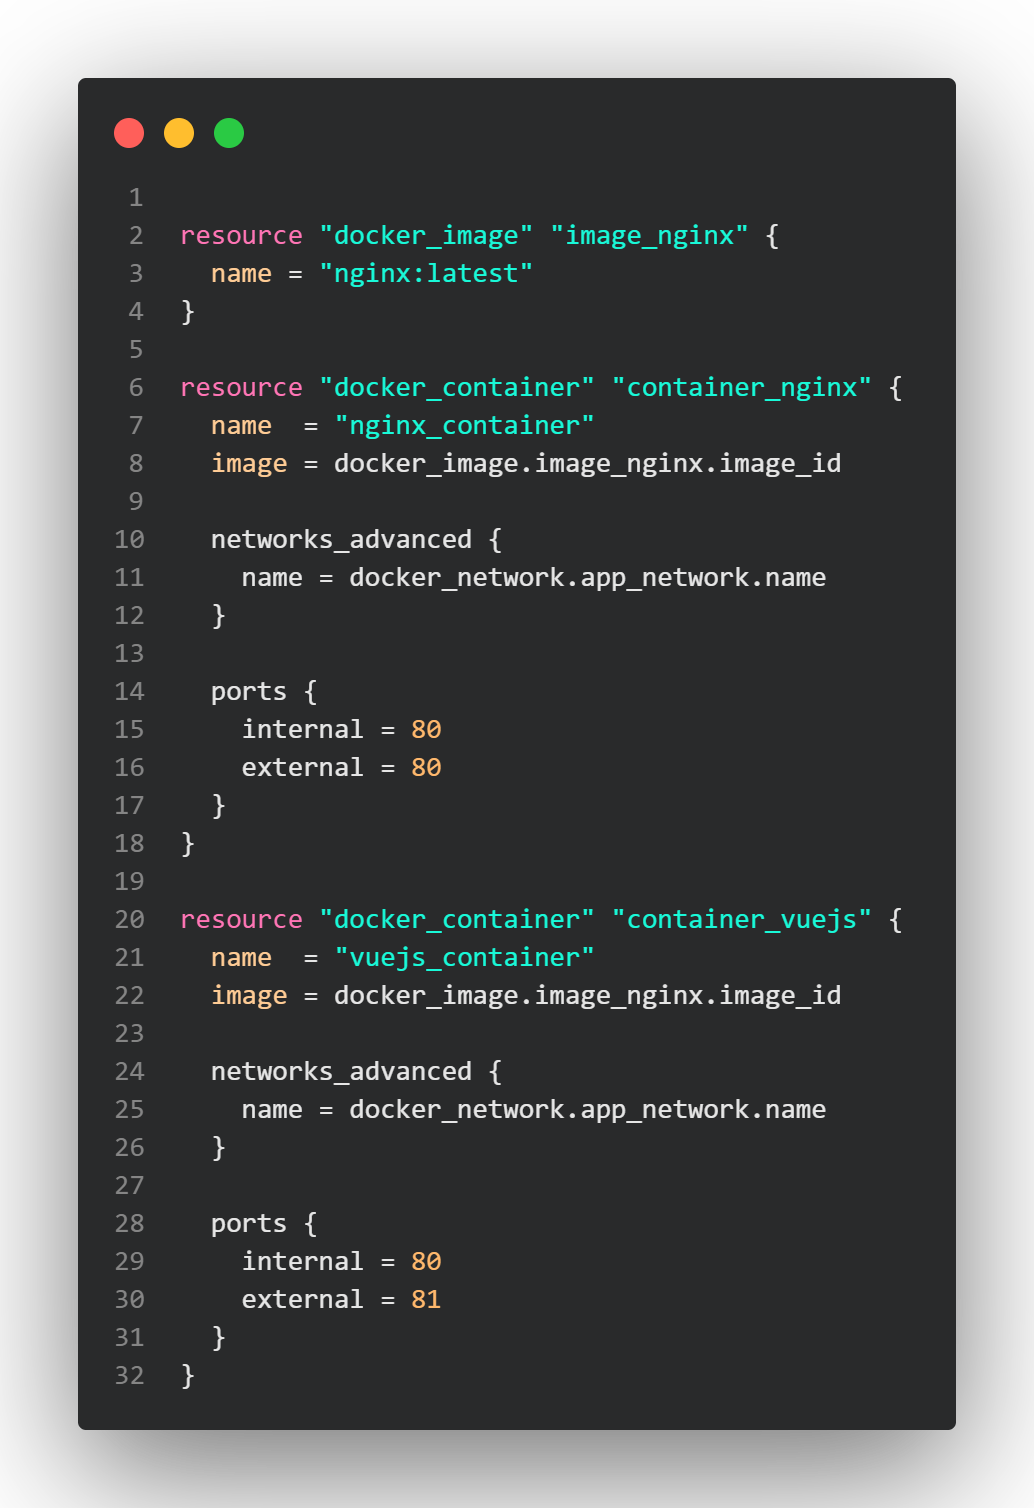 1
2 resource "docker_image" "image_nginx" {
3   name = "nginx:latest"
4 }
5
6 resource "docker_container" "container_nginx" {
7   name  = "nginx_container"
8   image = docker_image.image_nginx.image_id
9
10   networks_advanced {
11     name = docker_network.app_network.name
12   }
13
14   ports {
15     internal = 80
16     external = 80
17   }
18 }
19
20 resource "docker_container" "container_vuejs" {
21   name  = "vuejs_container"
22   image = docker_image.image_nginx.image_id
23
24   networks_advanced {
25     name = docker_network.app_network.name
26   }
27
28   ports {
29     internal = 80
30     external = 81
31   }
32 }